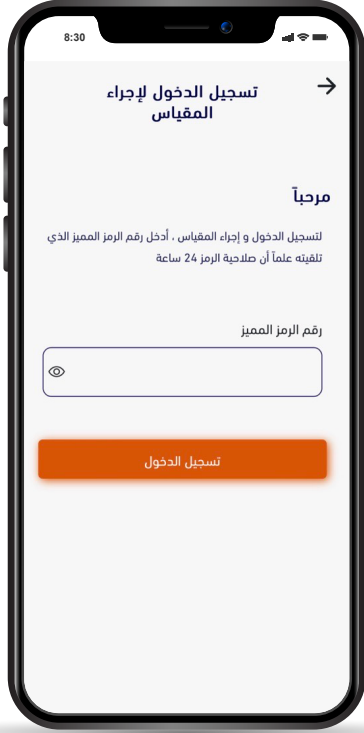 8:30
تسجيل الدخول لإجراء
المقياس
مرحباً
لتسجيل الدخول و إجراء المقياس ، أدخل رقم الرمز المميز الذي
تلقيته علماً أن صلاحية الرمز 24 ساعة
رقم الرمز المميز
تسجيل الدخول